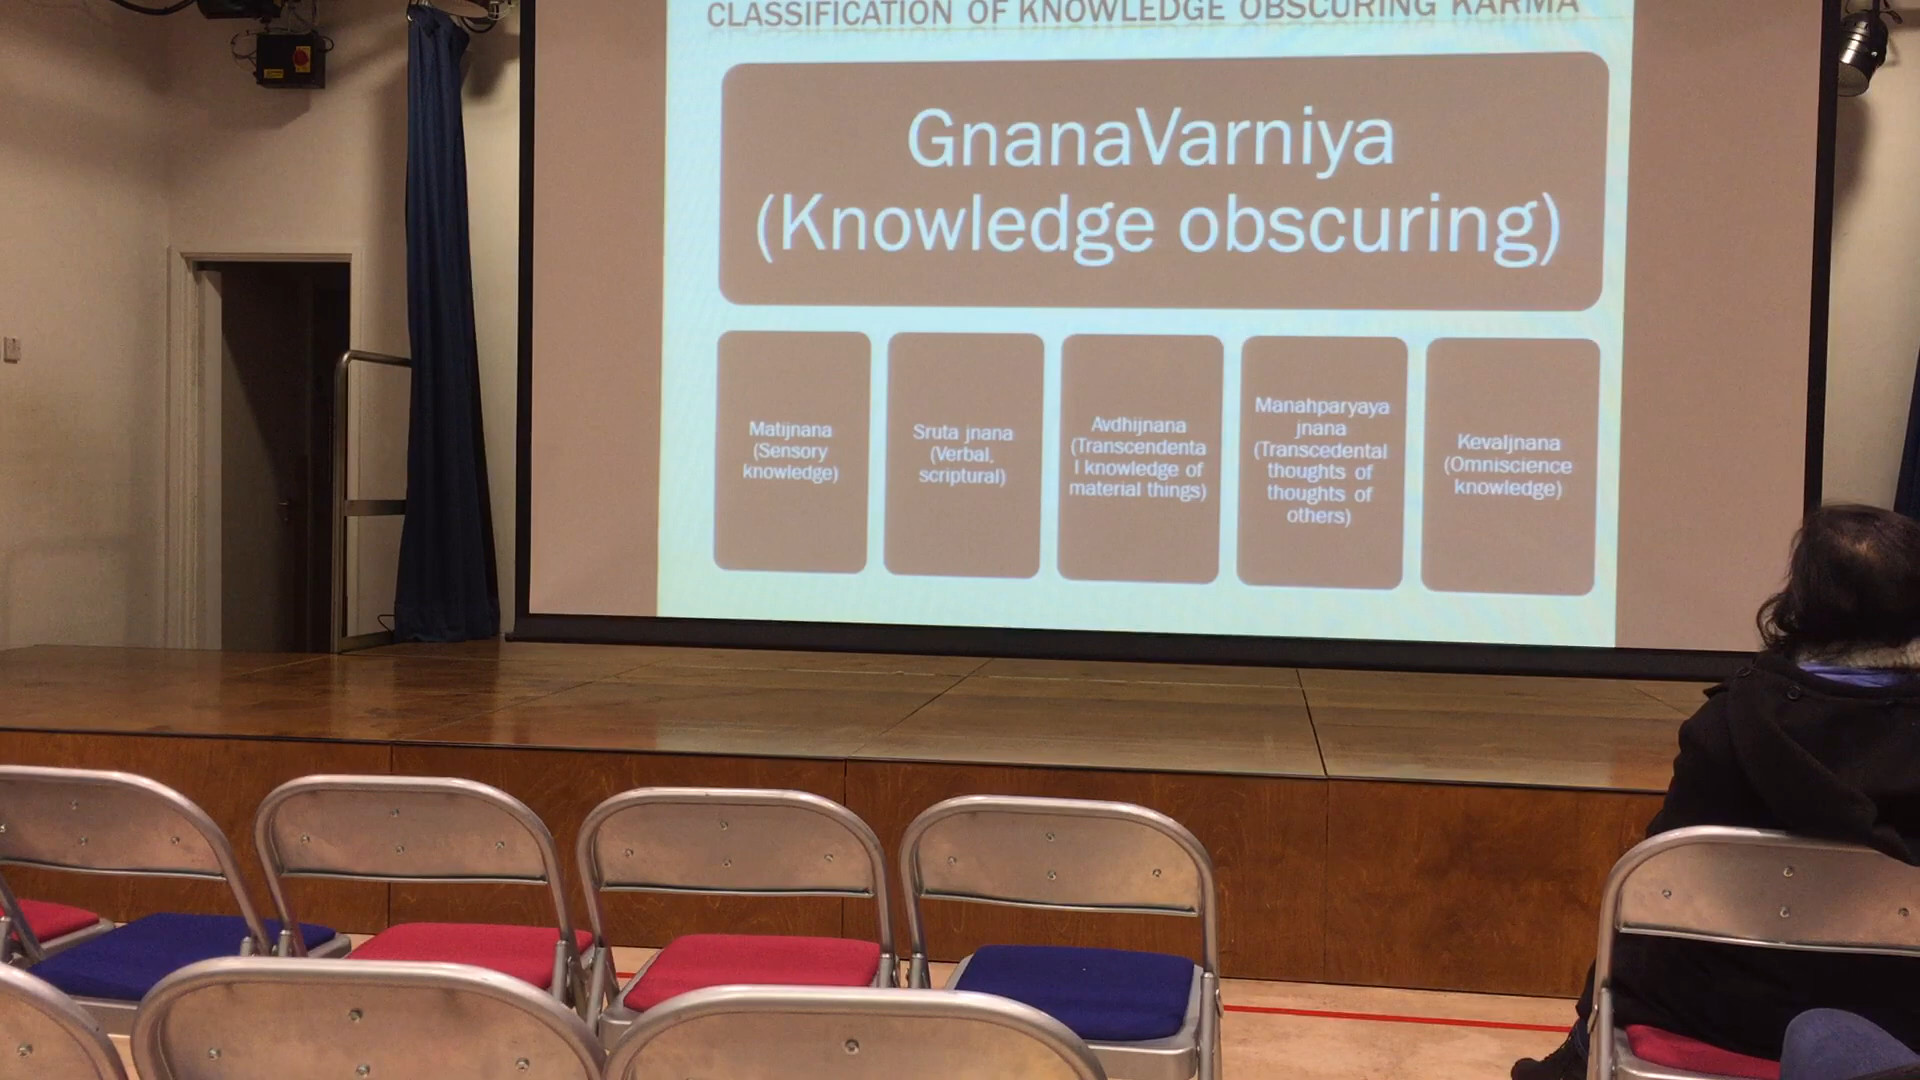 CLASSIFICATION OF KNOWLEDGE OBSCURING KARMA
GnanaVarniya
(Knowledge obscuring)
Matijnana
(Sensory
knowledge)
Sruta jnana
(Verbal,
scriptural)
Avdhijnana
(Transcendenta
l knowledge of
material things)
Manahparyaya
jnana
(Transcedental
thoughts of
thoughts of
others)
Kevaljnana
(Omniscience
knowledge)